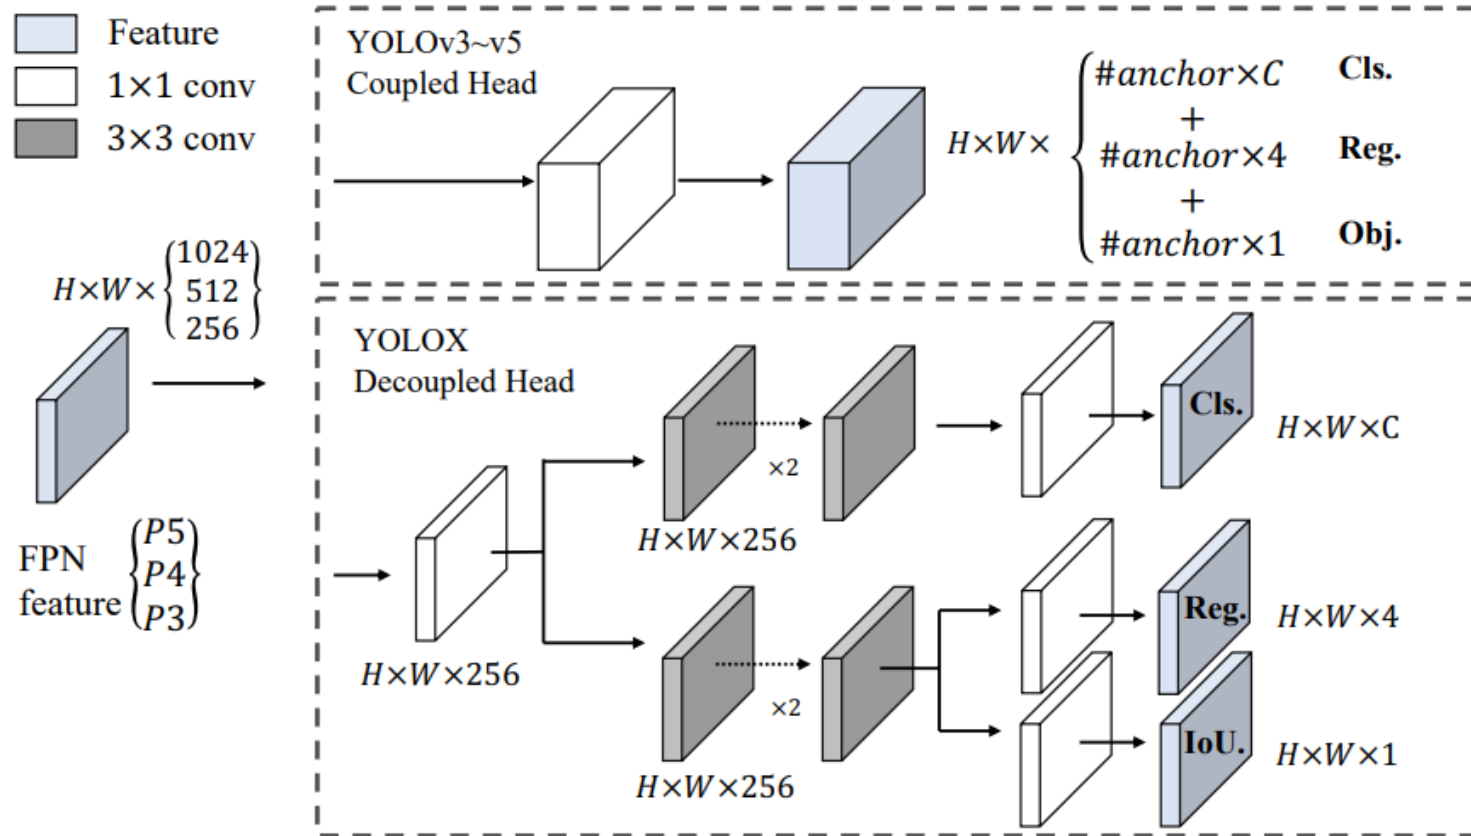 Feature
1×1 conv
3×3 conv
H×W×{1024
512
256}
FPN
feature
{P5
P4
P3}
YOLOv3~v5
Coupled Head
H×W×
{#anchor×C Cls.
+
#anchor×4 Reg.
+
#anchor×1 Obj.
YOLOX
Decoupled Head
H×W×256
×2
H×W×256
×2
H×W×256
Cls.
H×W×C
Reg.
H×W×4
IoU.
H×W×1